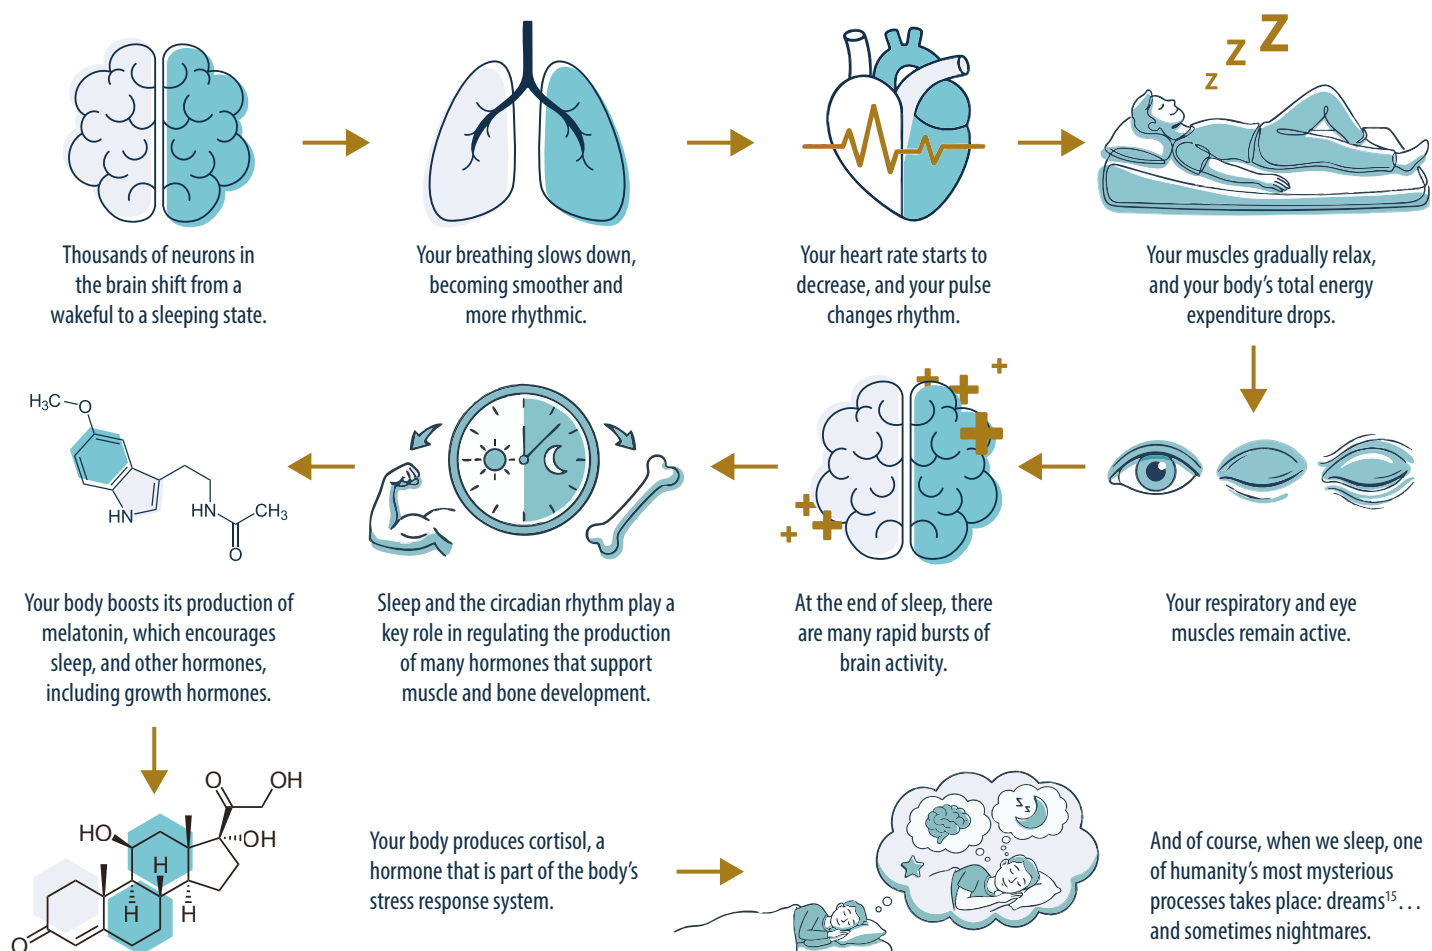 z z Z
Thousands of neurons in
the brain shift from a
wakeful to a sleeping state.
Your breathing slows down,
becoming smoother and
more rhythmic.
Your heart rate starts to
decrease, and your pulse
changes rhythm.
Your muscles gradually relax,
and your body’s total energy
expenditure drops.
Your respiratory and eye
muscles remain active.
At the end of sleep, there
are many rapid bursts of
brain activity.
Sleep and the circadian rhythm play a
key role in regulating the production
of many hormones that support
muscle and bone development.
H₃C O
HN
HN CH₃
O
Your body boosts its production of
melatonin, which encourages
sleep, and other hormones,
including growth hormones.
O OH
HO OH
H
H H
O
Your body produces cortisol, a
hormone that is part of the body’s
stress response system.
z z
And of course, when we sleep, one
of humanity’s most mysterious
processes takes place: dreams¹⁵…
and sometimes nightmares.